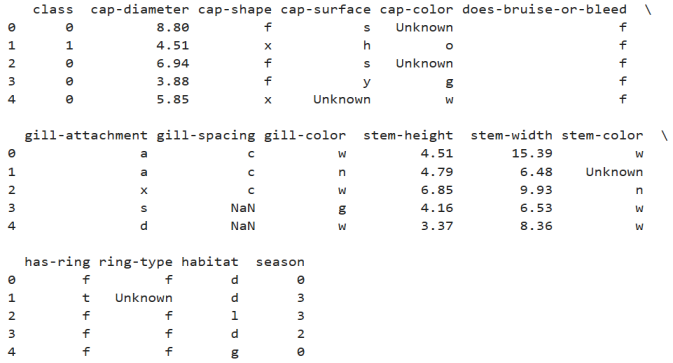 class cap-diameter cap-shape cap-surface cap-color does-bruise-or-bleed \
0 0 8.80 f s Unknown f
1 1 4.51 x h o f
2 0 6.94 f s Unknown f
3 0 3.88 f y g f
4 0 5.85 x Unknown w f
gill-attachment gill-spacing gill-color stem-height stem-width stem-color \
0 a c w 4.51 15.39 w
1 a c n 4.79 6.48 Unknown
2 x c w 6.85 9.93 n
3 s NaN g 4.16 6.53 w
4 d NaN w 3.37 8.36 w
has-ring ring-type habitat season
0 f f d 0
1 t Unknown d 3
2 f f l 3
3 f f d 2
4 f f g 0